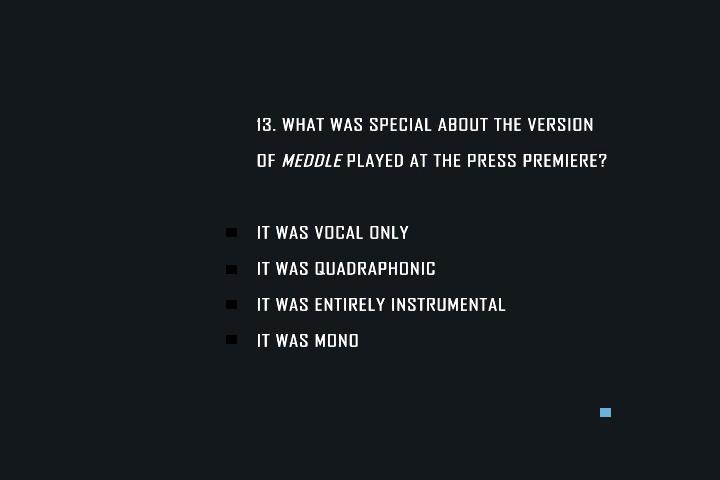 13. WHAT WAS SPECIAL ABOUT THE VERSION
OF MEDDLE PLAYED AT THE PRESS PREMIERE?
IT WAS VOCAL ONLY
IT WAS QUADRAPHONIC
IT WAS ENTIRELY INSTRUMENTAL
IT WAS MONO